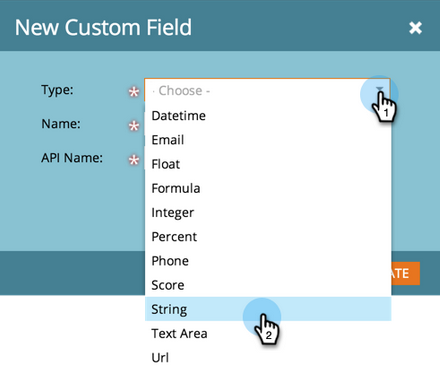 New Custom Field
Type: * - Choose -
1
Datetime
Name: *
Email
API Name: *
Float
Formula
Integer
Percent
Phone
Score
ATE
String
2
Text Area
Url